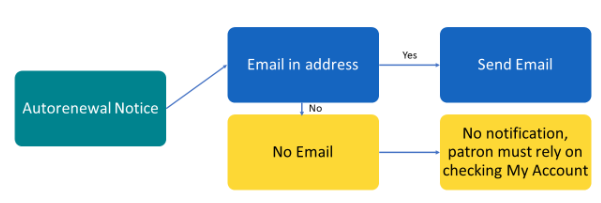 Autorenewal Notice
Email in address
Yes
Send Email
No
No Email
No notification,
patron must rely on
checking My Account